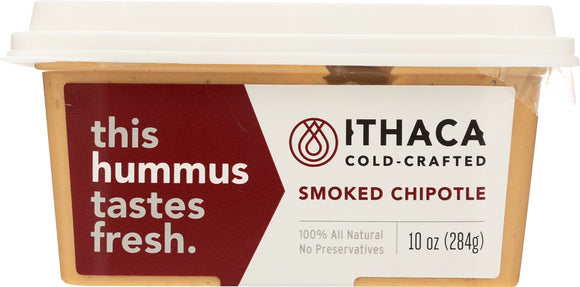 this
hummus
tastes
fresh.
ITHACA
COLD-CRAFTED
SMOKED CHIPOTLE
100% All Natural
No Preservatives
10 oz (284g)